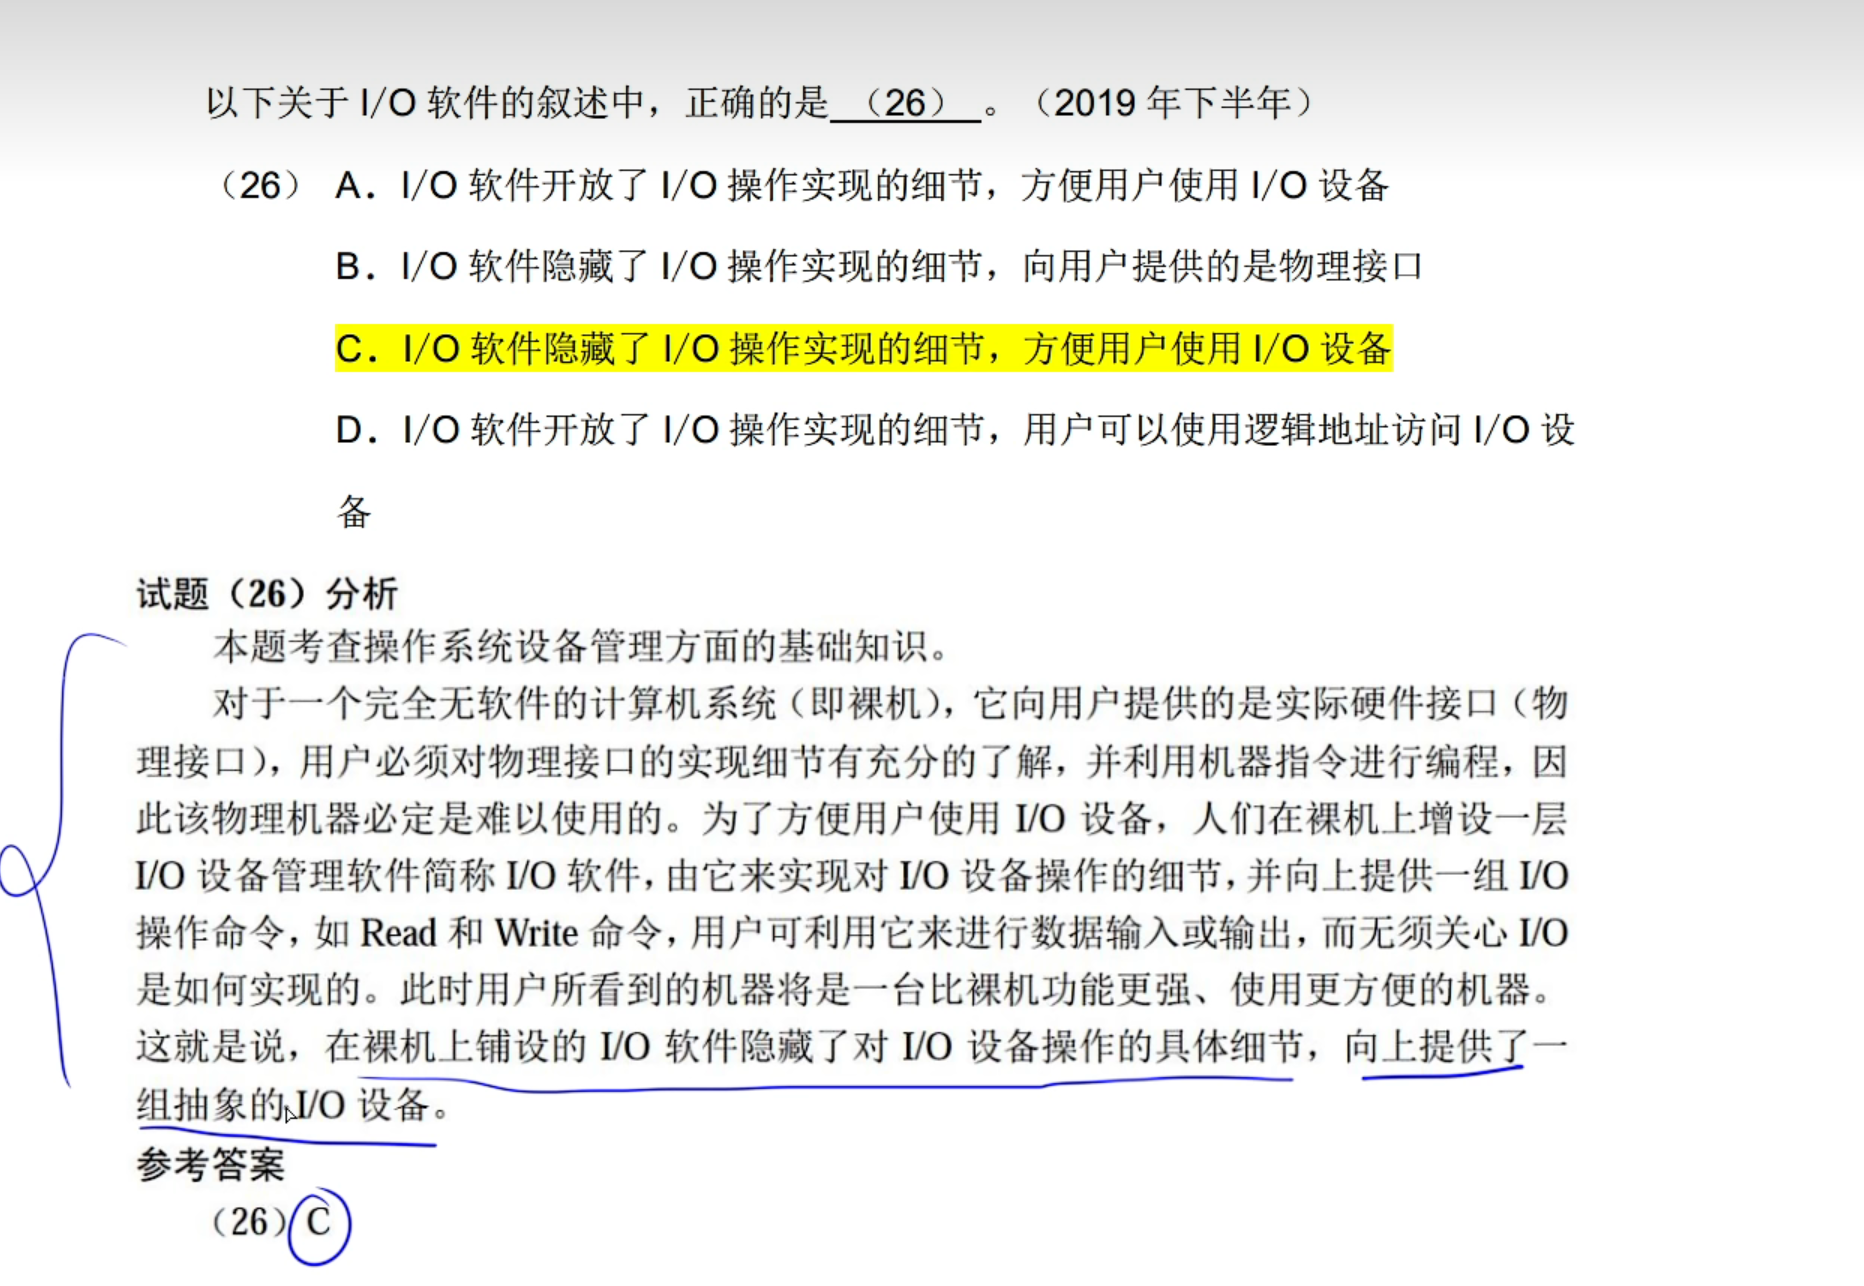 以下关于 I/O 软件的叙述中，正确的是 （26） 。（2019 年下半年）
（26） A．I/O 软件开放了 I/O 操作实现的细节，方便用户使用 I/O 设备
B．I/O 软件隐藏了 I/O 操作实现的细节，向用户提供的是物理接口
C．I/O 软件隐藏了 I/O 操作实现的细节，方便用户使用 I/O 设备
D．I/O 软件开放了 I/O 操作实现的细节，用户可以使用逻辑地址访问 I/O 设
备
试题（26）分析
本题考查操作系统设备管理方面的基础知识。
对于一个完全无软件的计算机系统（即裸机），它向用户提供的是实际硬件接口（物
理接口），用户必须对物理接口的实现细节有充分的了解，并利用机器指令进行编程，因
此该物理机器必定是难以使用的。为了方便用户使用 I/O 设备，人们在裸机上增设一层
I/O 设备管理软件简称 I/O 软件，由它来实现对 I/O 设备操作的细节，并向上提供一组 I/O
操作命令，如 Read 和 Write 命令，用户可利用它来进行数据输入或输出，而无须关心 I/O
是如何实现的。此时用户所看到的机器将是一台比裸机功能更强、使用更方便的机器。
这就是说，在裸机上铺设的 I/O 软件隐藏了对 I/O 设备操作的具体细节，向上提供了一
组抽象的 I/O 设备。
参考答案
（26）C